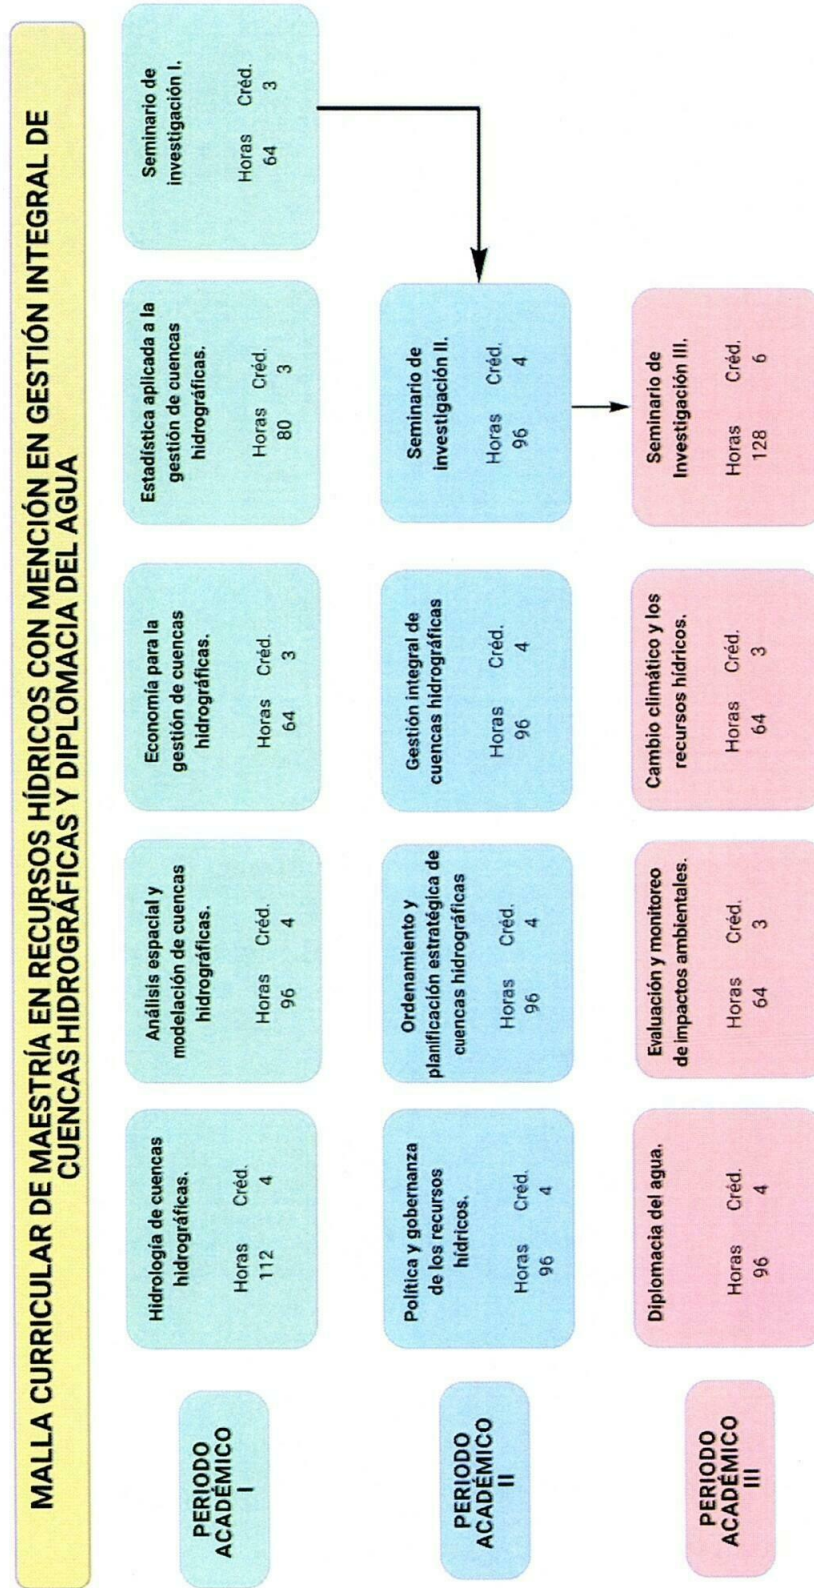 MALLA CURRICULAR DE MAESTRÍA EN RECURSOS HÍDRICOS CON MENCIÓN EN GESTIÓN INTEGRAL DE
CUENCAS HIDROGRÁFICAS Y DIPLOMACIA DEL AGUA
PERIODO
ACADÉMICO
I
Hidrología de cuencas
hidrográficas.
Horas Créd.
112 4
Análisis espacial y
modelación de cuencas
hidrográficas.
Horas Créd.
96 4
Economía para la
gestión de cuencas
hidrográficas.
Horas Créd.
64 3
Estadística aplicada a la
gestión de cuencas
hidrográficas.
Horas Créd.
80 3
Seminario de
investigación I.
Horas Créd.
64 3
PERIODO
ACADÉMICO
II
Política y gobernanza
de los recursos
hídricos.
Horas Créd.
96 4
Ordenamiento y
planificación estratégica de
cuencas hidrográficas
Horas Créd.
96 4
Gestión integral de
cuencas hidrográficas
Horas Créd.
96 4
Seminario de
investigación II.
Horas Créd.
96 4
PERIODO
ACADÉMICO
III
Diplomacia del agua.
Horas Créd.
96 4
Evaluación y monitoreo
de impactos ambientales.
Horas Créd.
64 3
Cambio climático y los
recursos hídricos.
Horas Créd.
64 3
Seminario de
Investigación III.
Horas Créd.
128 6